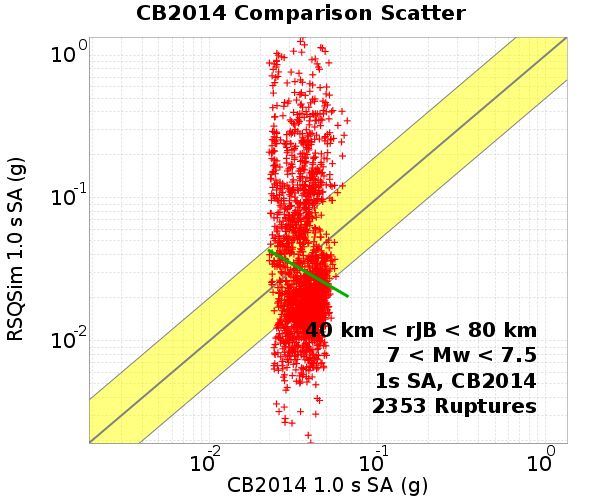 CB2014 Comparison Scatter
RSQSim 1.0 s SA (g)
10^0
10^-1
10^-2
40 km < rJB < 80 km
7 < Mw < 7.5
1s SA, CB2014
2353 Ruptures
10^-2 10^-1 10^0
CB2014 1.0 s SA (g)